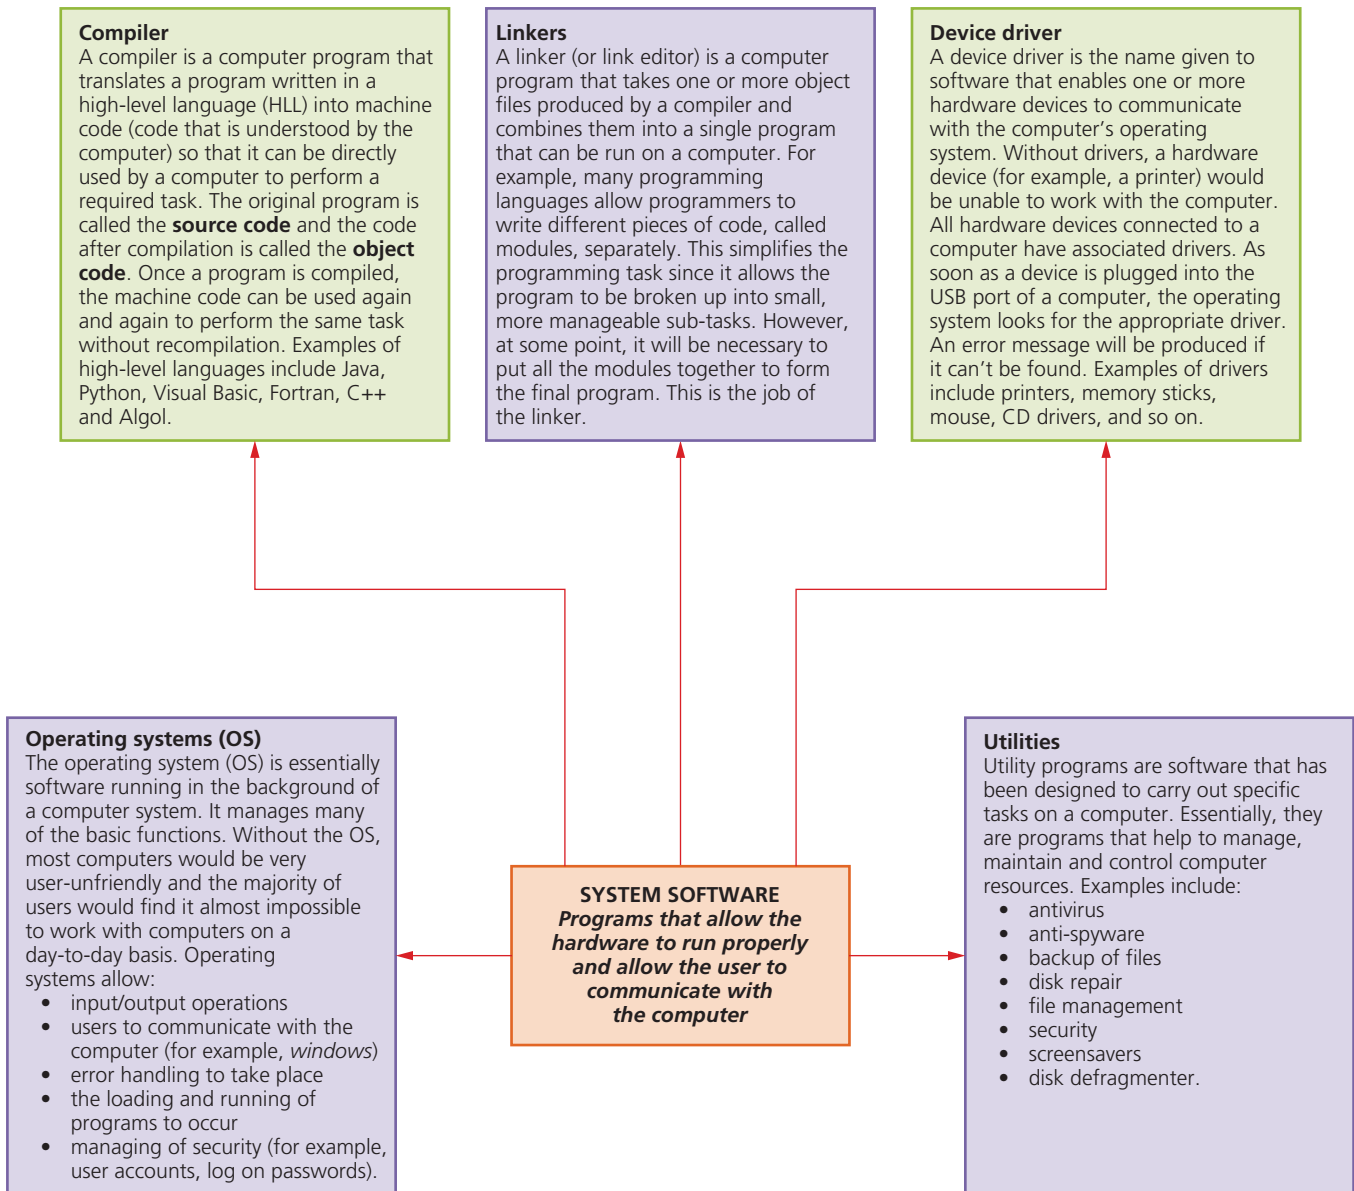 Compiler
A compiler is a computer program that
translates a program written in a
high-level language (HLL) into machine
code (code that is understood by the
computer) so that it can be directly
used by a computer to perform a
required task. The original program is
called the source code and the code
after compilation is called the object
code. Once a program is compiled,
the machine code can be used again
and again to perform the same task
without recompilation. Examples of
high-level languages include Java,
Python, Visual Basic, Fortran, C++
and Algol.
Linkers
A linker (or link editor) is a computer
program that takes one or more object
files produced by a compiler and
combines them into a single program
that can be run on a computer. For
example, many programming
languages allow programmers to
write different pieces of code, called
modules, separately. This simplifies the
programming task since it allows the
program to be broken up into small,
more manageable sub-tasks. However,
at some point, it will be necessary to
put all the modules together to form
the final program. This is the job of
the linker.
Device driver
A device driver is the name given to
software that enables one or more
hardware devices to communicate
with the computer's operating
system. Without drivers, a hardware
device (for example, a printer) would
be unable to work with the computer.
All hardware devices connected to a
computer have associated drivers. As
soon as a device is plugged into the
USB port of a computer, the operating
system looks for the appropriate driver.
An error message will be produced if
it can't be found. Examples of drivers
include printers, memory sticks,
mouse, CD drivers, and so on.
Operating systems (OS)
The operating system (OS) is essentially
software running in the background of
a computer system. It manages many
of the basic functions. Without the OS,
most computers would be very
user-unfriendly and the majority of
users would find it almost impossible
to work with computers on a
day-to-day basis. Operating
systems allow:
• input/output operations
• users to communicate with the
computer (for example, windows)
• error handling to take place
• the loading and running of
programs to occur
• managing of security (for example,
user accounts, log on passwords).
SYSTEM SOFTWARE
Programs that allow the
hardware to run properly
and allow the user to
communicate with
the computer
Utilities
Utility programs are software that has
been designed to carry out specific
tasks on a computer. Essentially, they
are programs that help to manage,
maintain and control computer
resources. Examples include:
• antivirus
• anti-spyware
• backup of files
• disk repair
• file management
• security
• screensavers
• disk defragmenter.